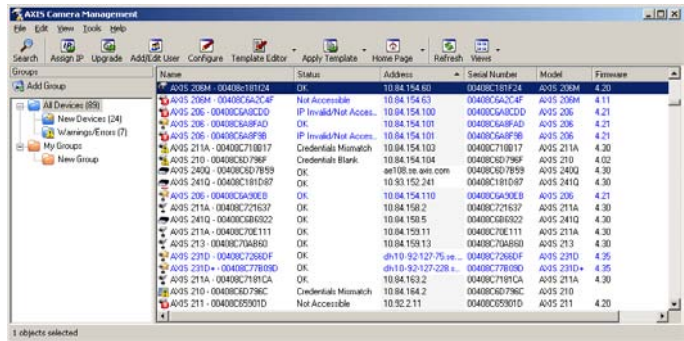 AXIS Camera Management
File Edit View Tools Help
Search Assign IP Upgrade Add/Edit User Configure Template Editor Apply Template Home Page Refresh Views
Groups
Add Group
All Devices (89)
New Devices (24)
Warnings/Errors (7)
My Groups
New Group
Name Status Address Serial Number Model Firmware
AXIS 206M - 00408c181f24 OK 10.84.154.60 00408C181F24 AXIS 206M 4.20
AXIS 206M - 00408C6A2C4F Not Accessible 10.84.154.63 00408C6A2C4F AXIS 206M 4.11
AXIS 206 - 00408C6A8CDD IP Invalid/Not Acces... 10.84.154.100 00408C6A8CDD AXIS 206 4.21
AXIS 206 - 00408C6A8FAD OK 10.84.154.101 00408C6A8FAD AXIS 206 4.21
AXIS 206 - 00408C6A8F9B IP Invalid/Not Acces... 10.84.154.101 00408C6A8F9B AXIS 206 4.21
AXIS 211A - 00408C718B17 Credentials Mismatch 10.84.154.103 00408C718B17 AXIS 211A 4.30
AXIS 210 - 00408C6D796F Credentials Blank. 10.84.154.104 00408C6D796F AXIS 210 4.02
AXIS 240Q - 00408C6D7B59 OK ae108.se.axis.com 00408C6D7B59 AXIS 240Q 4.30
AXIS 241Q - 00408C181D87 OK 10.93.152.241 00408C181D87 AXIS 241Q 4.30
AXIS 206 - 00408C6A90EB OK 10.84.154.110 00408C6A90EB AXIS 206 4.21
AXIS 211A - 00408C721637 OK 10.84.158.2 00408C721637 AXIS 211A 4.30
AXIS 241Q - 00408C6B6922 OK 10.84.158.5 00408C6B6922 AXIS 241Q 4.30
AXIS 211A - 00408C70E111 OK 10.84.159.11 00408C70E111 AXIS 211A 4.30
AXIS 213 - 00408C70AB60 OK 10.84.159.13 00408C70AB60 AXIS 213 4.30
AXIS 231D - 00408C7266DF OK dh10-92-127-75.se... 00408C7266DF AXIS 231D 4.35
AXIS 231D+ - 00408C77B09D OK dh10-92-127-228.s... 00408C77B09D AXIS 231D+ 4.35
AXIS 211A - 00408C7181CA OK 10.84.163.2 00408C7181CA AXIS 211A 4.30
AXIS 210 - 00408C6D796C Credentials Mismatch 10.84.164.2 00408C6D796C AXIS 210
AXIS 211 - 00408C65901D Not Accessible 10.92.2.11 00408C65901D AXIS 211 4.20
1 objects selected